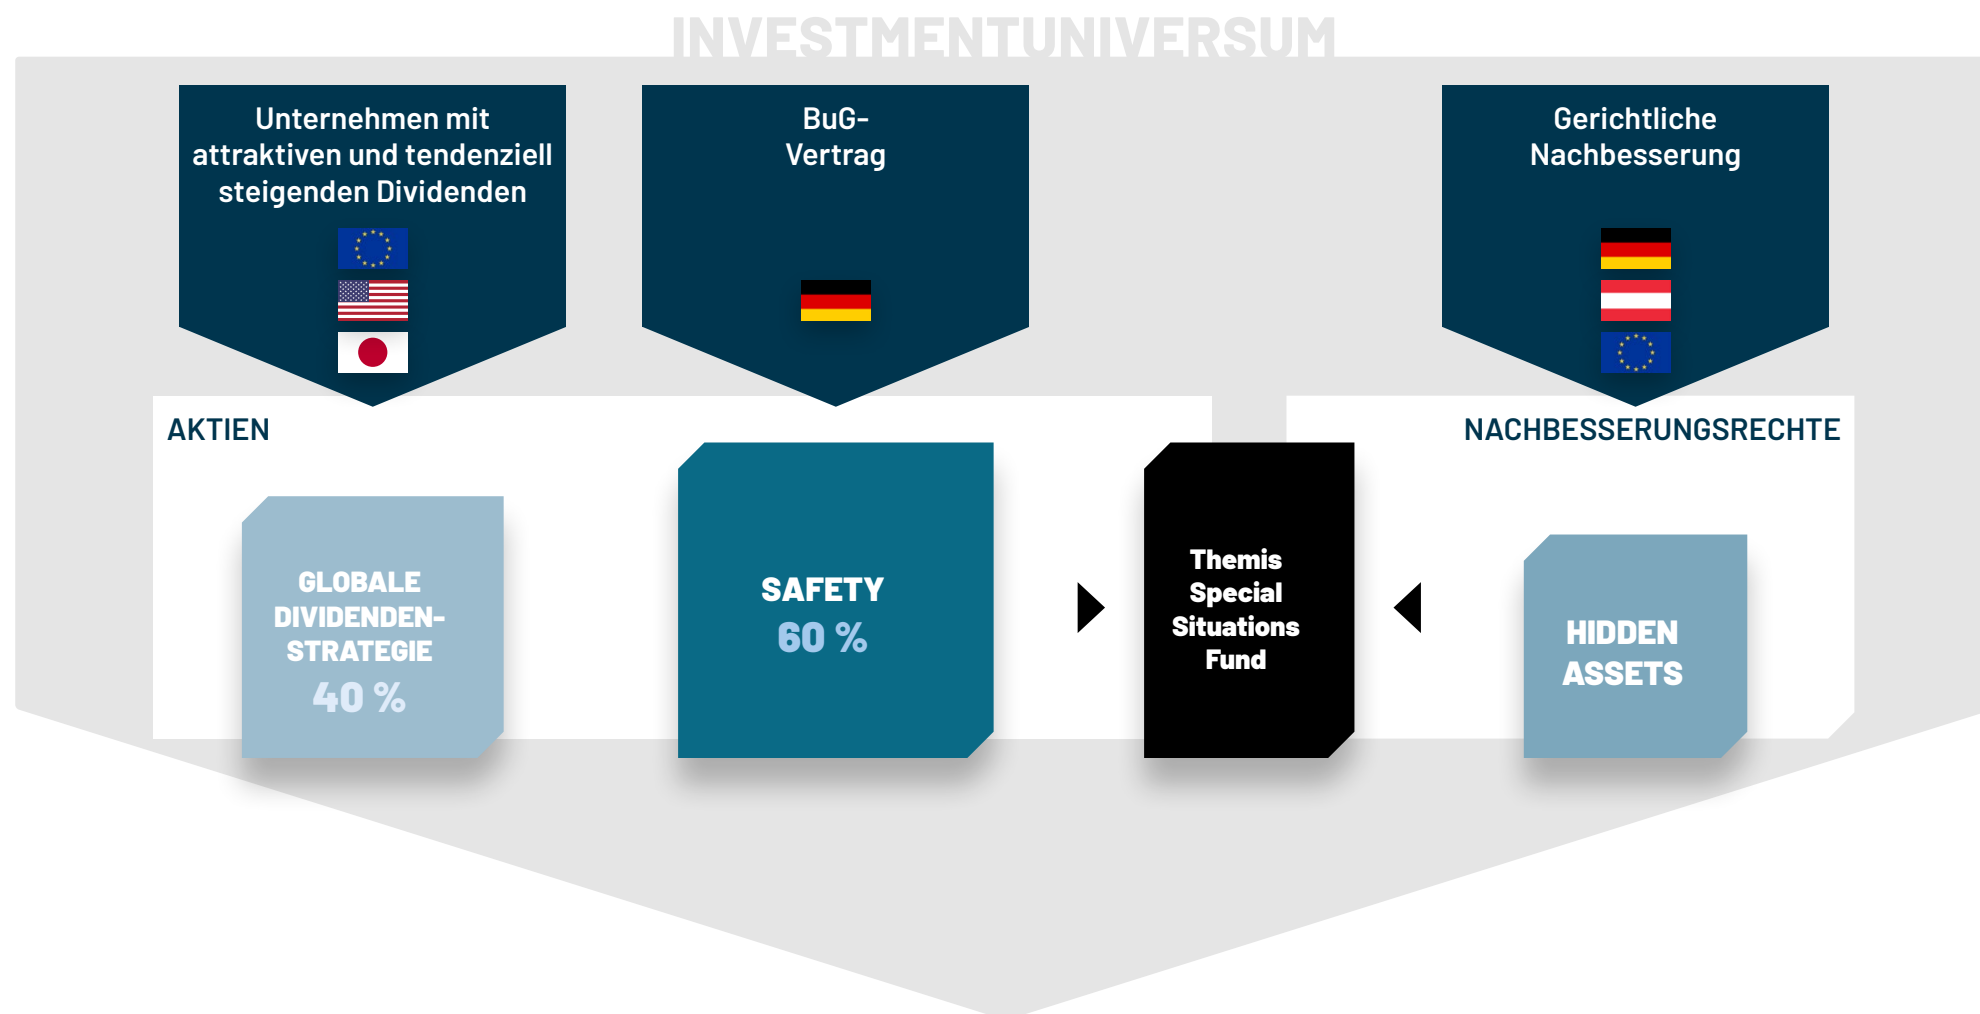 INVESTMENTUNIVERSUM
Unternehmen mit
attraktiven und tendenziell
steigenden Dividenden
BuG-
Vertrag
Gerichtliche
Nachbesserung
AKTIEN
NACHBESSERUNGSRECHTE
GLOBALE
DIVIDENDEN-
STRATEGIE
40 %
SAFETY
60 %
Themis
Special
Situations
Fund
HIDDEN
ASSETS